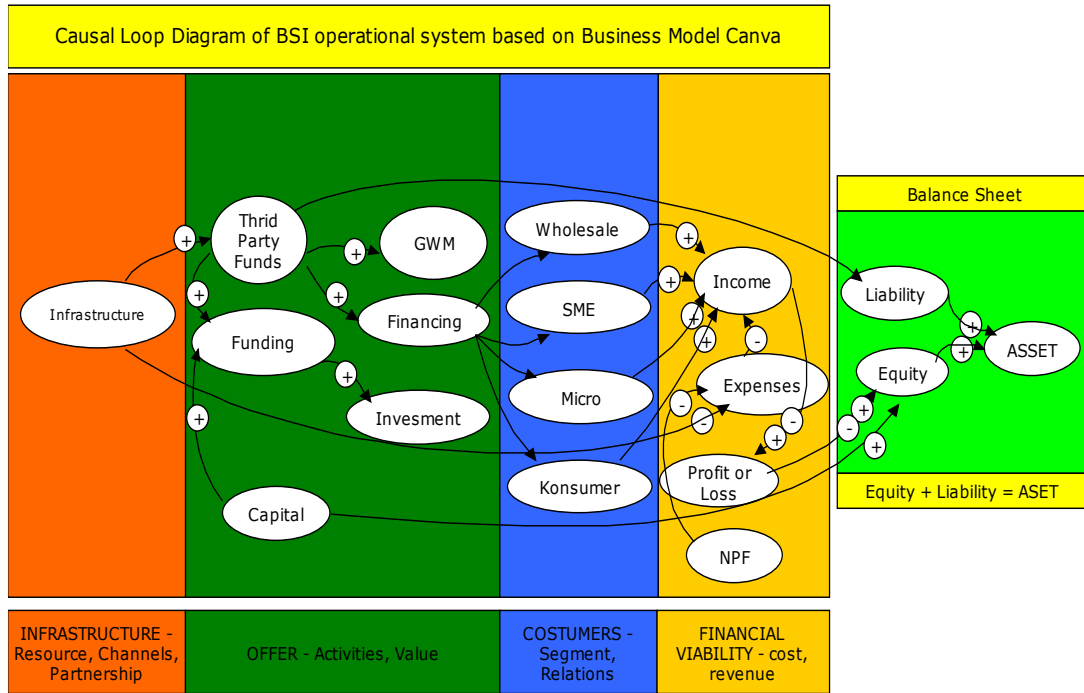 Causal Loop Diagram of BSI operational system based on Business Model Canva
Balance Sheet
Thrid
Party
Funds
GWM
Wholesale
Income
Liability
Infrastructure
Funding
Financing
SME
ASSET
Equity
Expenses
Micro
Invesment
Konsumer
Profit or
Loss
Capital
NPF
+
+
+
+
+
+
+
+
+
+
-
-
-
-
+
+
-
+
+
+
Equity + Liability = ASET
INFRASTRUCTURE -
Resource, Channels,
Partnership
OFFER - Activities, Value
COSTUMERS -
Segment,
Relations
FINANCIAL
VIABILITY - cost,
revenue